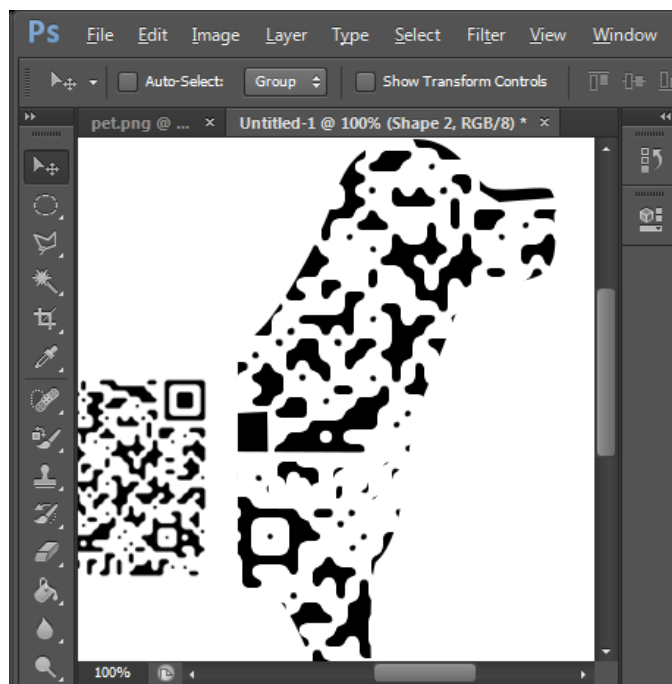 Ps File Edit Image Layer Type Select Filter View Window
Auto-Select: Group Show Transform Controls
pet.png @ ... × Untitled-1 @ 100% (Shape 2, RGB/8) * ×
100%